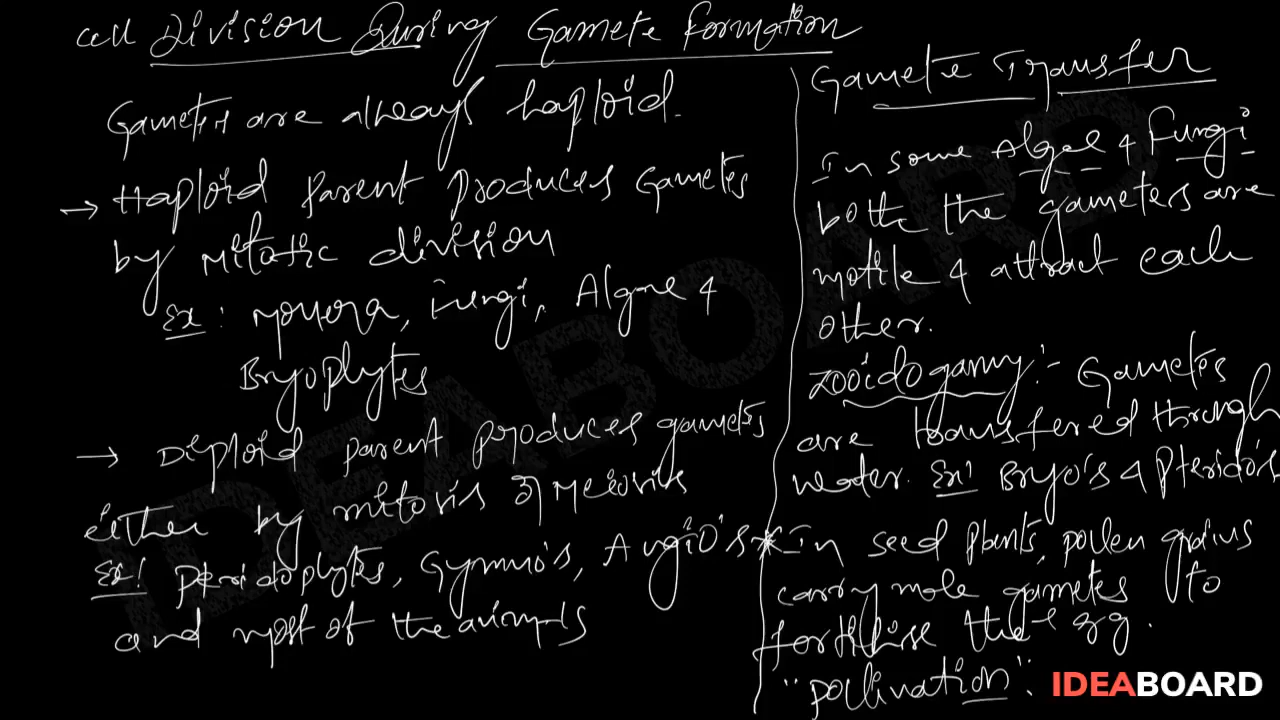 cell Division During Gamete Formation
Gametes are always haploid.
→ Haploid parent produces Gametes
by mitotic division
Ex: Monera, Fungi, Algae &
Bryophytes
→ Diploid parent produces gametes
either by mitosis or Meiosis
Ex: Pteridophytes, Gymno's, Angio's
and most of the animals
Gamete Transfer
In some Algae & Fungi
both the gameters are
motile & attract each
other.
Zooidogamy:- Gametes
are transfered through
water. Ex: Bryo's & Pterido's
* In seed plants, pollen grains
carry male gametes to
fertilise the egg.
"pollination".
IDEABOARD
IDEABOARD